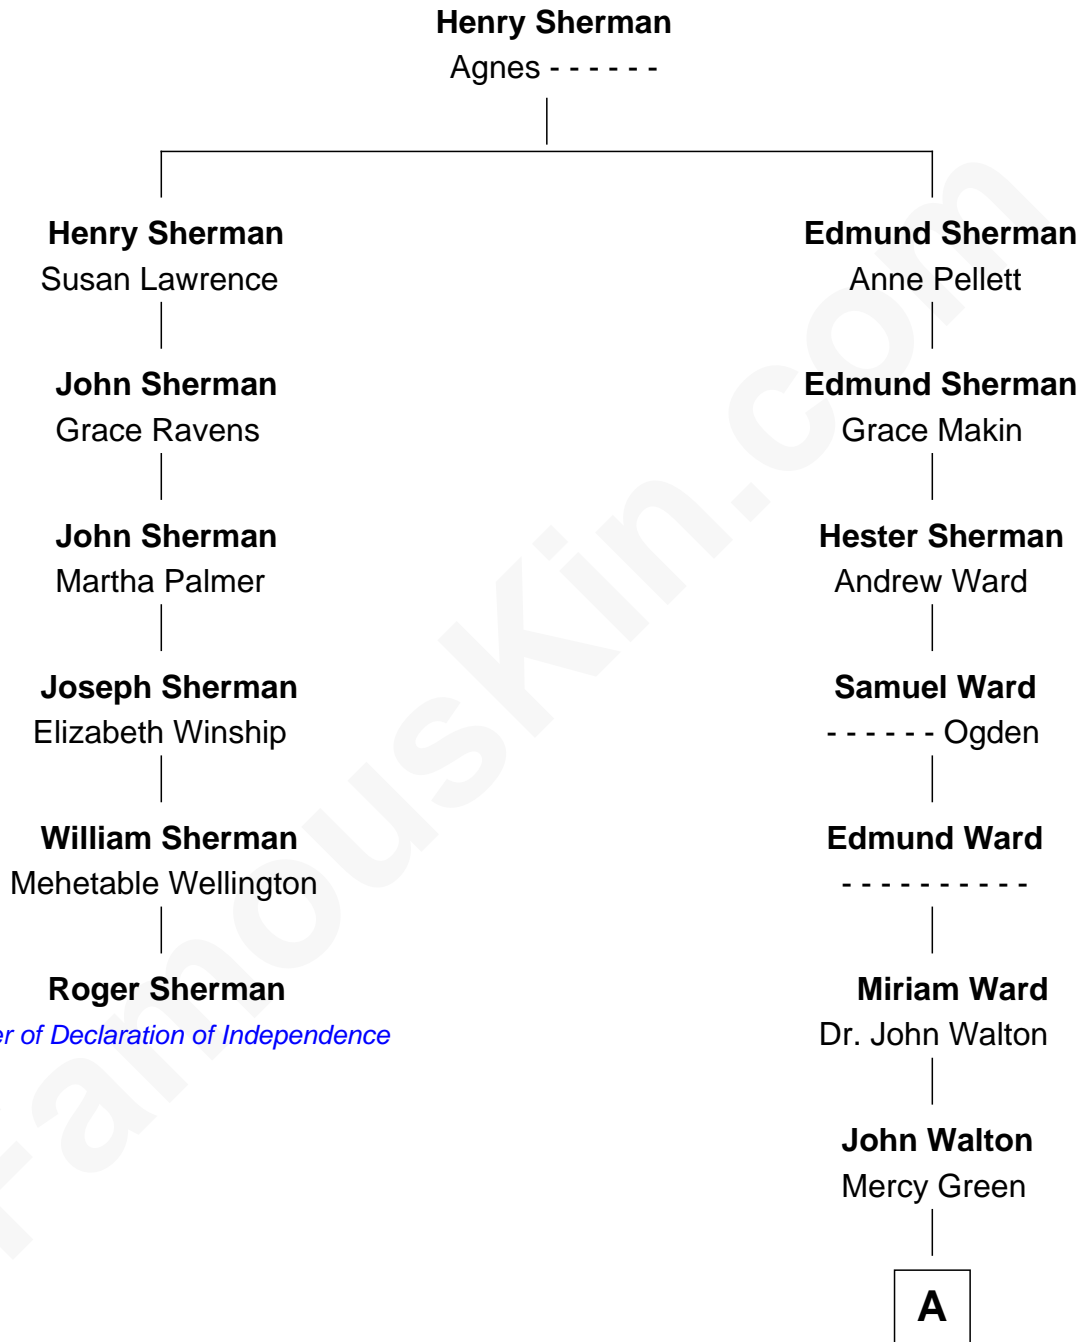 Henry Sherman
Agnes - - - - - -
Henry Sherman
Susan Lawrence
Edmund Sherman
Anne Pellett
John Sherman
Grace Ravens
Edmund Sherman
Grace Makin
John Sherman
Martha Palmer
Hester Sherman
Andrew Ward
Joseph Sherman
Elizabeth Winship
Samuel Ward
- - - - - - Ogden
William Sherman
Mehetable Wellington
Edmund Ward
- - - - - - - - - -
Roger Sherman
of Declaration of Independence
Miriam Ward
Dr. John Walton
John Walton
Mercy Green
A
FamousKin.com